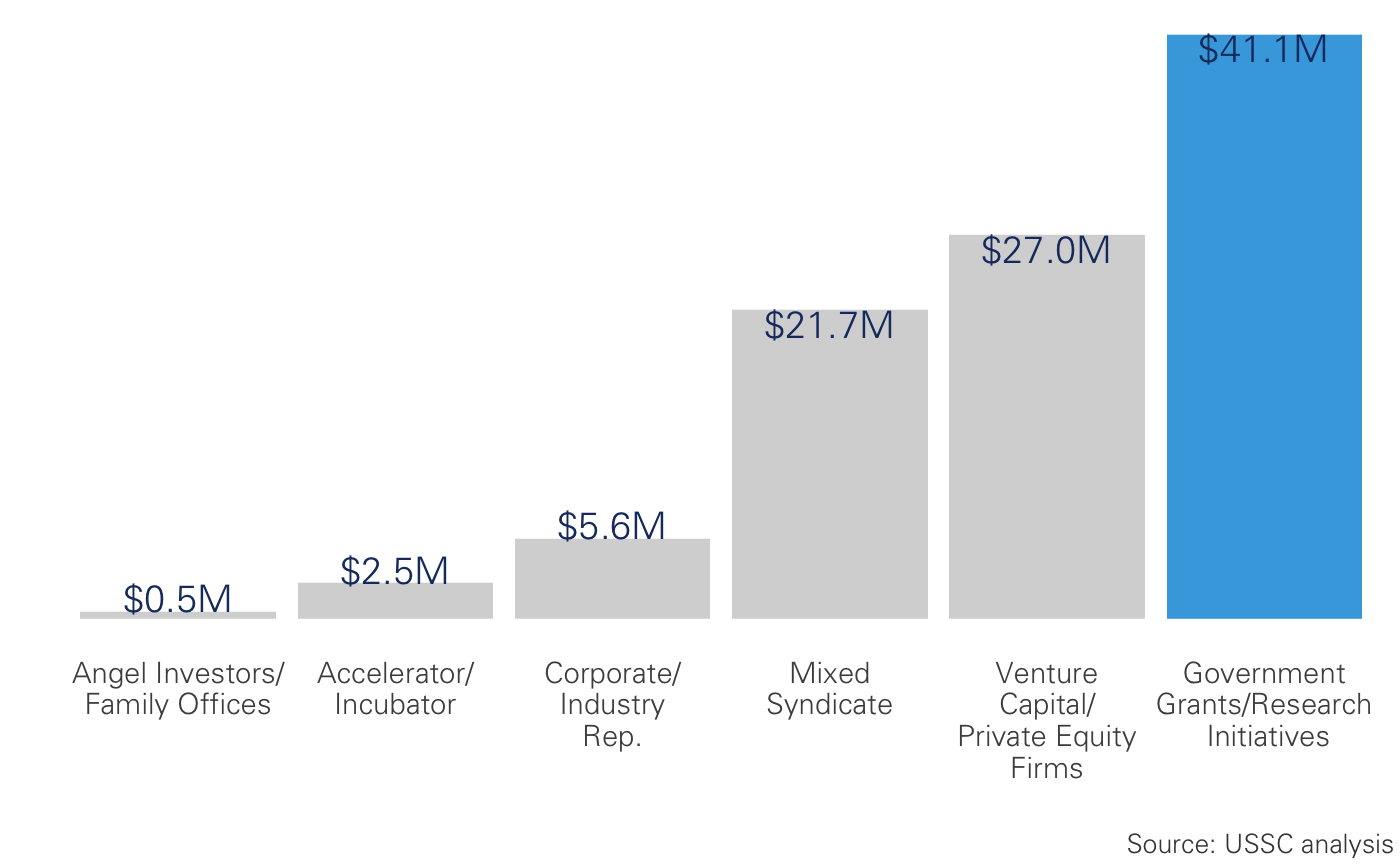 $41.1M
$27.0M
$21.7M
$5.6M
$2.5M
$0.5M
Angel Investors/
Family Offices
Accelerator/
Incubator
Corporate/
Industry
Rep.
Mixed
Syndicate
Venture
Capital/
Private Equity
Firms
Government
Grants/Research
Initiatives
Source: USSC analysis